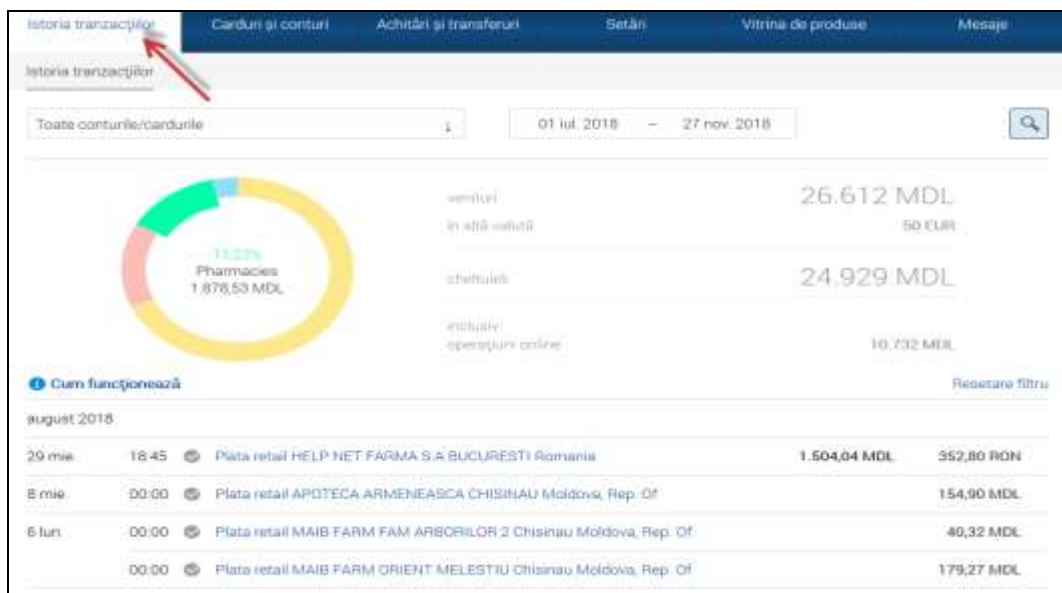 Istoria tranzacțiilor Carduri și conturi Achitări și transferuri Setări Vitrina de produse Mesaje
Istoria tranzacțiilor
Toate conturile/cardurile 01 iul. 2018 – 27 nov. 2018
venituri 26.612 MDL
în altă valută 50 EUR
Pharmacies
1 878,53 MDL
cheltuieli 24.929 MDL
inclusiv:
operațiuni online 10.732 MDL
Cum funcționează Resetare filtru
august 2018
29 mie 18:45 Plata retail HELP NET FARMA S.A BUCURESTI Romania 1.504,04 MDL 352,80 RON
8 mie 00:00 Plata retail APOTECA ARMENEASCA CHISINAU Moldova, Rep. Of 154,90 MDL
6 lun 00:00 Plata retail MAIB FARM FAM ARBORILOR 2 Chisinau Moldova, Rep. Of 40,32 MDL
00:00 Plata retail MAIB FARM ORIENT MELESTIU Chisinau Moldova, Rep. Of 179,27 MDL